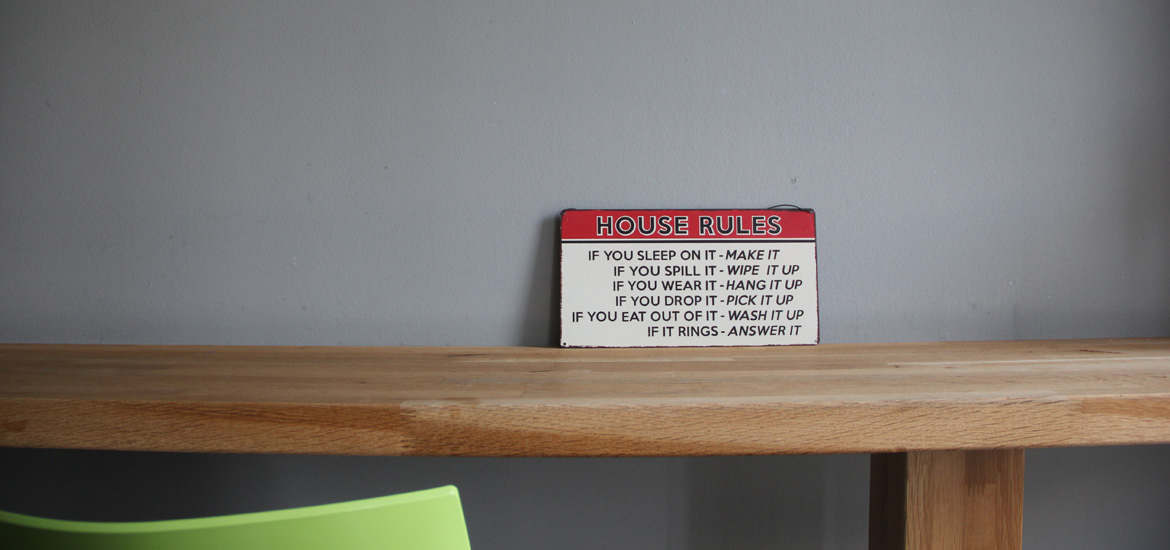 HOUSE RULES
IF YOU SLEEP ON IT - MAKE IT
IF YOU SPILL IT - WIPE IT UP
IF YOU WEAR IT - HANG IT UP
IF YOU DROP IT - PICK IT UP
IF YOU EAT OUT OF IT - WASH IT UP
IF IT RINGS - ANSWER IT